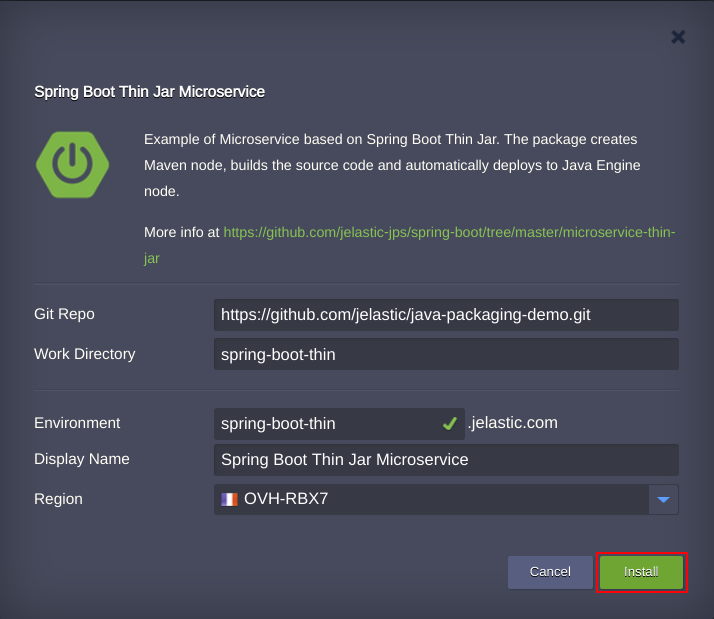 Spring Boot Thin Jar Microservice
Example of Microservice based on Spring Boot Thin Jar. The package creates
Maven node, builds the source code and automatically deploys to Java Engine
node.
More info at https://github.com/jelastic-jps/spring-boot/tree/master/microservice-thin-
jar
Git Repo https://github.com/jelastic/java-packaging-demo.git
Work Directory spring-boot-thin
Environment spring-boot-thin .jelastic.com
Display Name Spring Boot Thin Jar Microservice
Region OVH-RBX7
Cancel Install